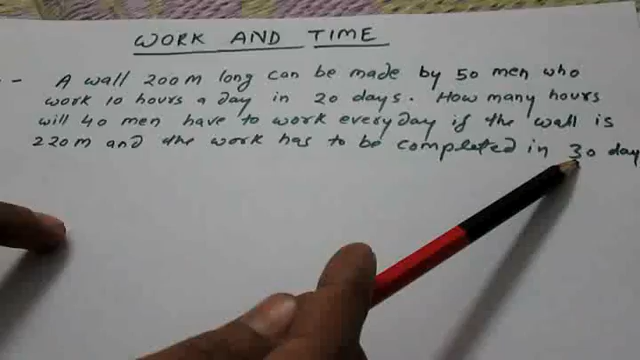 WORK AND TIME
- A wall 200m long can be made by 50 men who
work 10 hours a day in 20 days. How many hours
will 40 men have to work everyday if the wall is
220m and the work has to be completed in 30 day